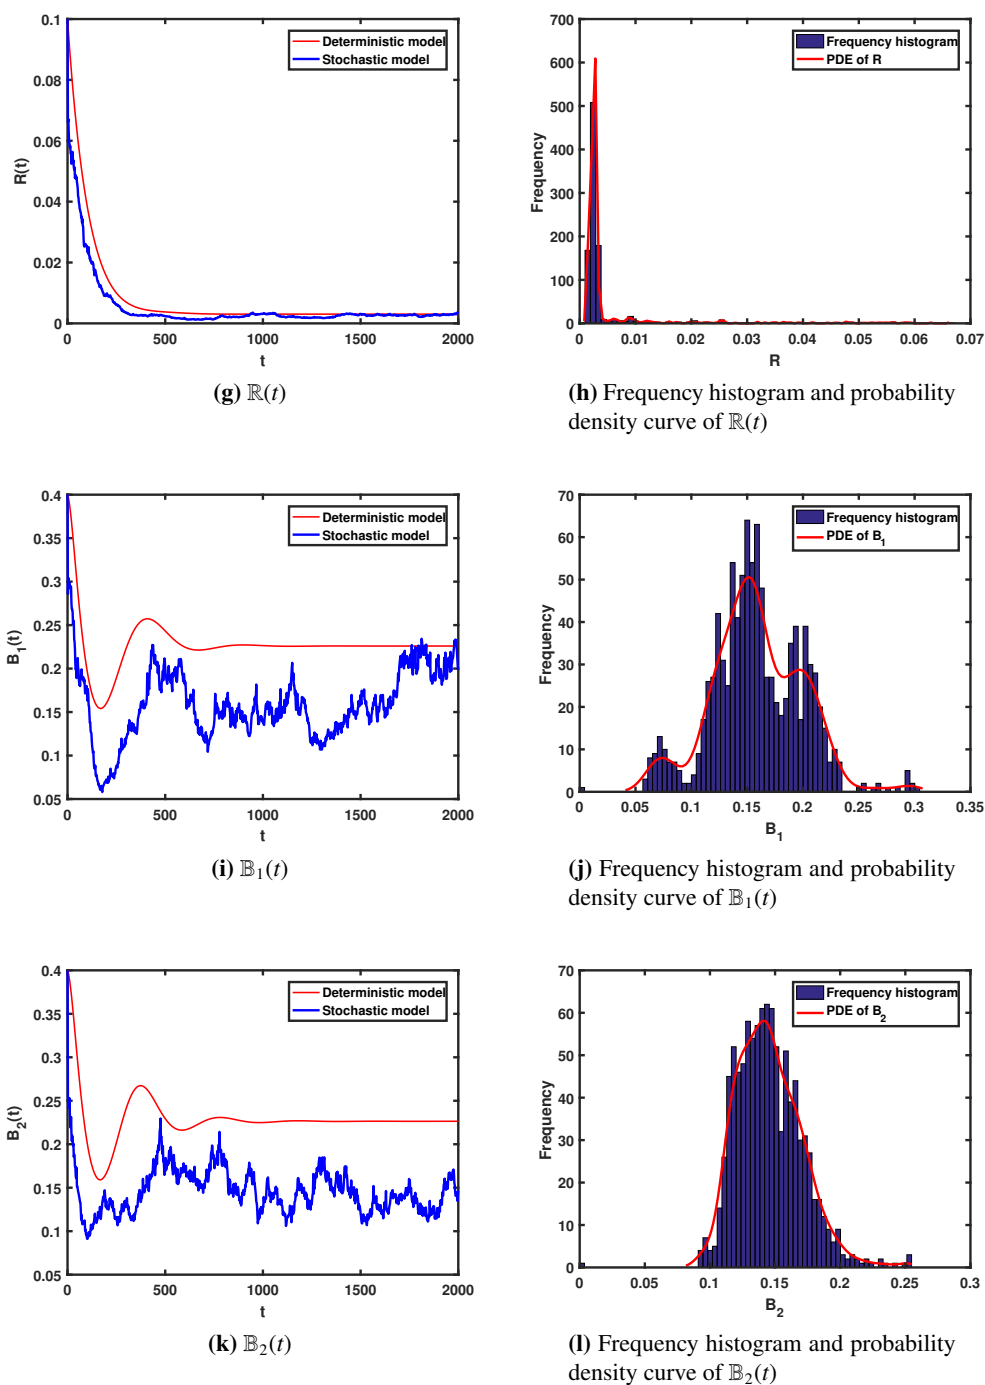 0.1
0.08
0.06
0.04
0.02
0
R(t)
Deterministic model
Stochastic model
0 500 1000 1500 2000
t
(g) ℝ(t)
700
600
500
400
300
200
100
0
Frequency
Frequency histogram
PDE of R
0 0.01 0.02 0.03 0.04 0.05 0.06 0.07
R
(h) Frequency histogram and probability
density curve of ℝ(t)
0.4
0.35
0.3
0.25
0.2
0.15
0.1
0.05
B₁(t)
Deterministic model
Stochastic model
0 500 1000 1500 2000
t
(i) 𝔹₁(t)
70
60
50
40
30
20
10
0
Frequency
Frequency histogram
PDE of B₁
0 0.05 0.1 0.15 0.2 0.25 0.3 0.35
B₁
(j) Frequency histogram and probability
density curve of 𝔹₁(t)
0.4
0.35
0.3
0.25
0.2
0.15
0.1
0.05
B₂(t)
Deterministic model
Stochastic model
0 500 1000 1500 2000
t
(k) 𝔹₂(t)
70
60
50
40
30
20
10
0
Frequency
Frequency histogram
PDE of B₂
0 0.05 0.1 0.15 0.2 0.25 0.3
B₂
(l) Frequency histogram and probability
density curve of 𝔹₂(t)